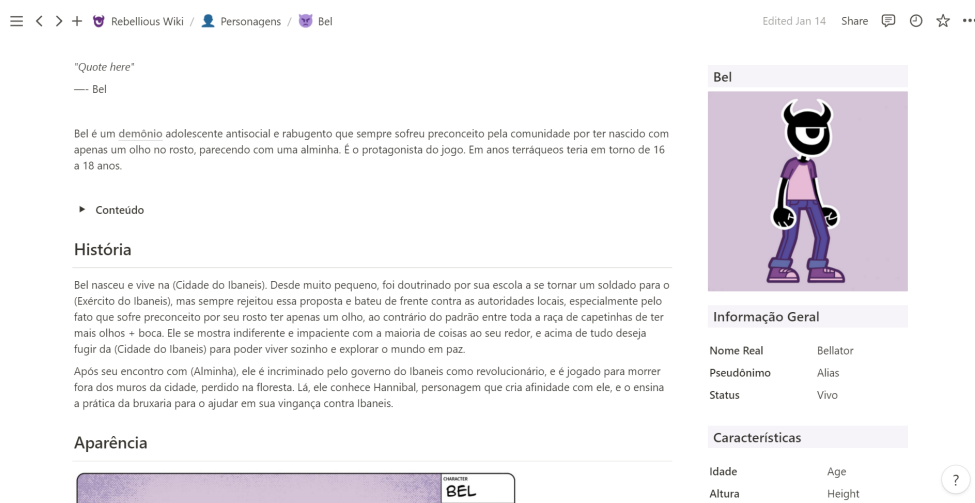 Rebellious Wiki / Personagens / Bel
Edited Jan 14 Share
"Quote here"
—- Bel
Bel é um demônio adolescente antisocial e rabugento que sempre sofreu preconceito pela comunidade por ter nascido com
apenas um olho no rosto, parecendo com uma alminha. É o protagonista do jogo. Em anos terráqueos teria em torno de 16
a 18 anos.
Conteúdo
História
Bel nasceu e vive na (Cidade do Ibaneis). Desde muito pequeno, foi doutrinado por sua escola a se tornar um soldado para o
(Exército do Ibaneis), mas sempre rejeitou essa proposta e bateu de frente contra as autoridades locais, especialmente pelo
fato que sofre preconceito por seu rosto ter apenas um olho, ao contrário do padrão entre toda a raça de capetinhas de ter
mais olhos + boca. Ele se mostra indiferente e impaciente com a maioria de coisas ao seu redor, e acima de tudo deseja
fugir da (Cidade do Ibaneis) para poder viver sozinho e explorar o mundo em paz.
Após seu encontro com (Alminha), ele é incriminado pelo governo do Ibaneis como revolucionário, e é jogado para morrer
fora dos muros da cidade, perdido na floresta. Lá, ele conhece Hannibal, personagem que cria afinidade com ele, e o ensina
a prática da bruxaria para o ajudar em sua vingança contra Ibaneis.
Aparência
CHARACTER
BEL
Bel
Informação Geral
Nome Real Bellator
Pseudônimo Alias
Status Vivo
Características
Idade Age
Altura Height
?